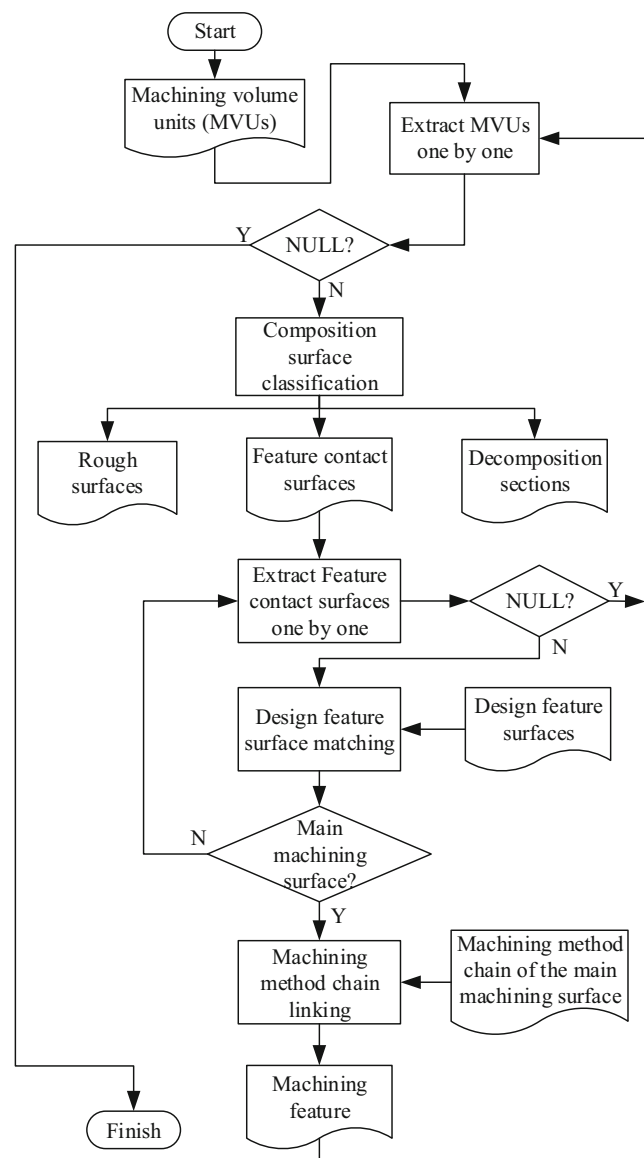 Start
Machining volume
units (MVUs)
Extract MVUs
one by one
Y
NULL?
N
Composition
surface
classification
Rough
surfaces
Feature contact
surfaces
Decomposition
sections
Extract Feature
contact surfaces
one by one
NULL?
Y
N
Design feature
surface matching
Design feature
surfaces
N
Main
machining
surface?
Y
Machining
method chain
linking
Machining method
chain of the main
machining surface
Machining
feature
Finish